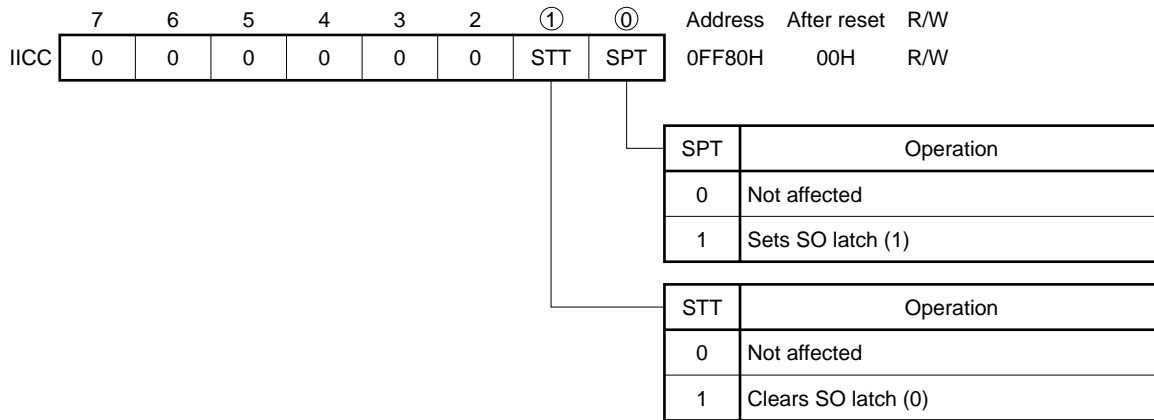 7 6 5 4 3 2 ① ⓪ Address After reset R/W
IICC 0 0 0 0 0 0 STT SPT 0FF80H 00H R/W
SPT Operation
0 Not affected
1 Sets SO latch (1)
STT Operation
0 Not affected
1 Clears SO latch (0)